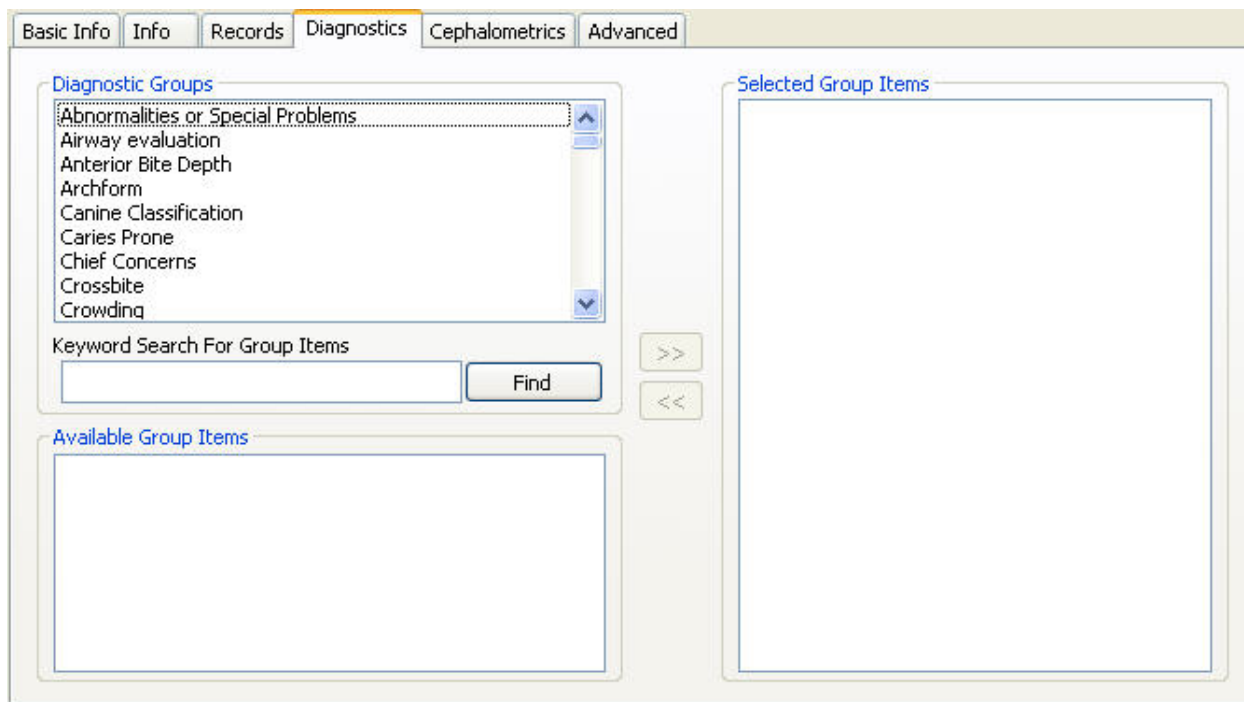 Basic Info Info Records Diagnostics Cephalometrics Advanced
Diagnostic Groups
Abnormalities or Special Problems
Airway evaluation
Anterior Bite Depth
Archform
Canine Classification
Caries Prone
Chief Concerns
Crossbite
Crowding
Keyword Search For Group Items
Find
Available Group Items
>>
<<
Selected Group Items